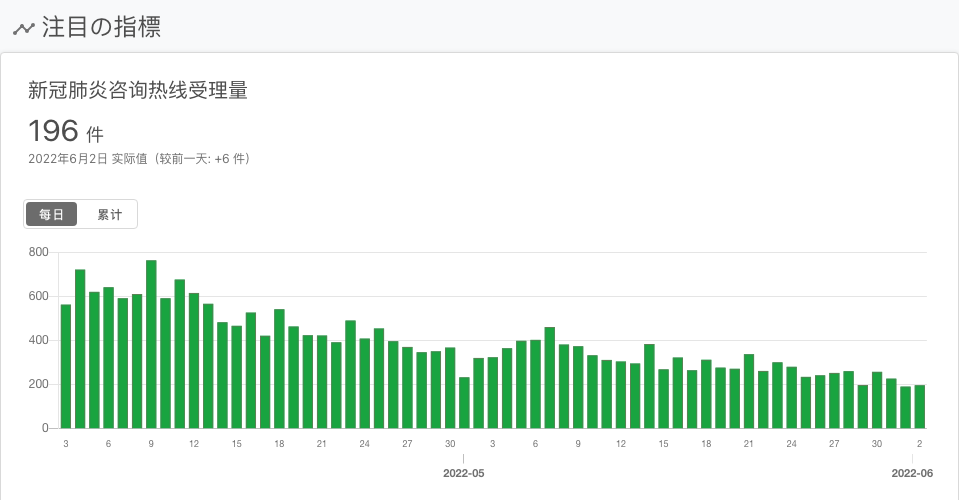 注目の指標
新冠肺炎咨询热线受理量
196 件
2022年6月2日 实际值（较前一天: +6 件）
每日 累计
800
600
400
200
0
3 6 9 12 15 18 21 24 27 30 3 6 9 12 15 18 21 24 27 30 2
2022-05 2022-06